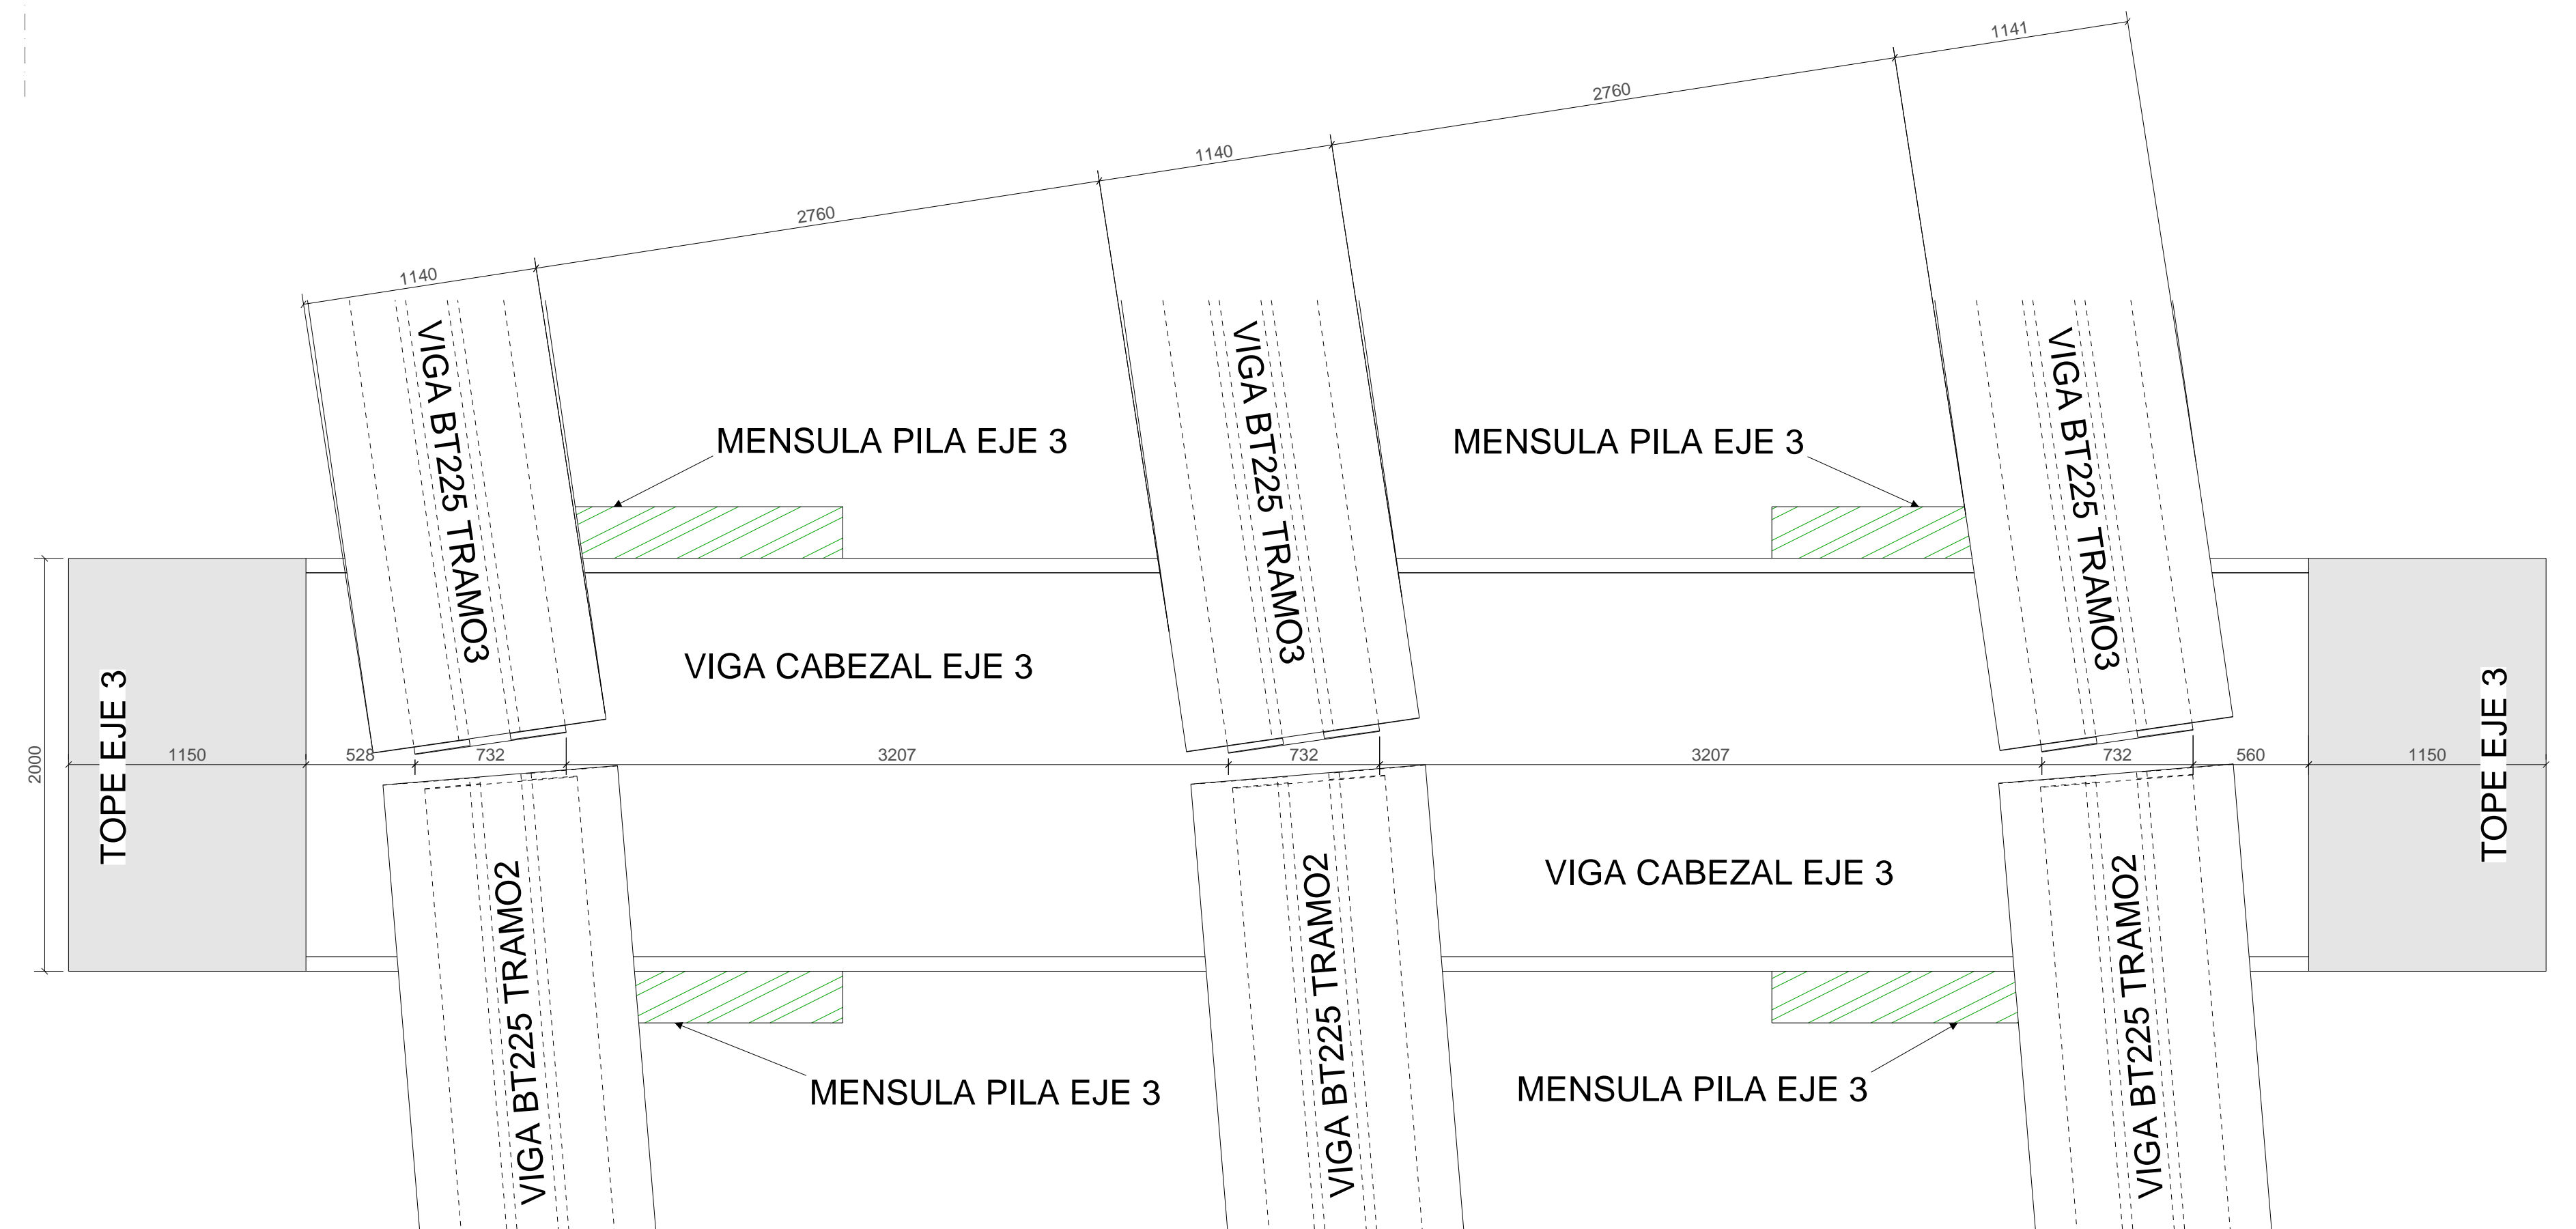 1141
2760
1140
2760
1140
VIGA BT225 TRAMO3
VIGA BT225 TRAMO3
VIGA BT225 TRAMO3
MENSULA PILA EJE 3
MENSULA PILA EJE 3
VIGA CABEZAL EJE 3
TOPE EJE 3
TOPE EJE 3
2000
1150
528
732
3207
732
3207
732
560
1150
VIGA CABEZAL EJE 3
VIGA BT225 TRAMO2
VIGA BT225 TRAMO2
VIGA BT225 TRAMO2
MENSULA PILA EJE 3
MENSULA PILA EJE 3